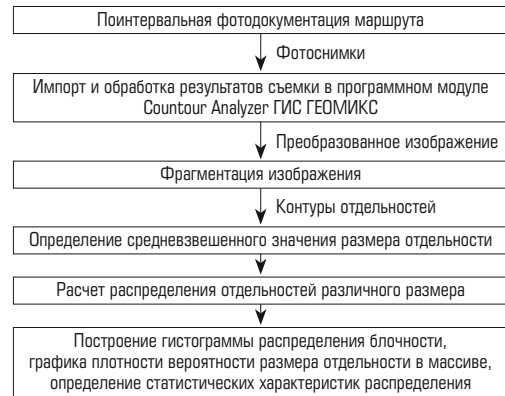 Поинтервальная фотодокументация маршрута
Фотоснимки
Импорт и обработка результатов съемки в программном модуле
Countour Analyzer ГИС ГЕОМИКС
Преобразованное изображение
Фрагментация изображения
Контуры отдельностей
Определение средневзвешенного значения размера отдельности
Расчет распределения отдельностей различного размера
Построение гистограммы распределения блочности,
графика плотности вероятности размера отдельности в массиве,
определение статистических характеристик распределения